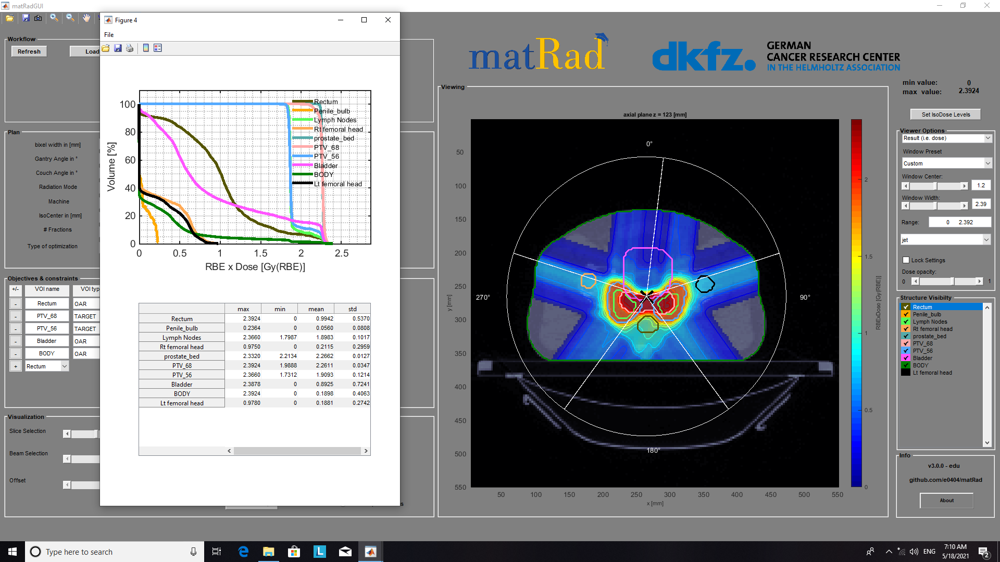 matRadGUI
Figure 4
File
Workflow
Refresh
Load
Plan
bixel width in [mm]
Gantry Angle in °
Couch Angle in °
Radiation Mode
Machine
IsoCenter in [mm]
# Fractions
Type of optimization
Objectives & constraints
+/- VOI name VOI typ
- Rectum OAR
- PTV_68 TARGET
- PTV_56 TARGET
- Bladder OAR
- BODY OAR
+ Rectum
Visualization
Slice Selection
Beam Selection
Offset
100
80
60
40
20
0
Volume [%]
0 0.5 1 1.5 2 2.5
RBE x Dose [Gy(RBE)]
Rectum
Penile_bulb
Lymph Nodes
Rt femoral head
prostate_bed
PTV_68
PTV_56
Bladder
BODY
Lt femoral head
max min mean std
Rectum 2.3924 0 0.9942 0.5370
Penile_bulb 0.2364 0 0.0560 0.0808
Lymph Nodes 2.3660 1.7987 1.8983 0.1017
Rt femoral head 0.9750 0 0.2115 0.2959
prostate_bed 2.3320 2.2134 2.2662 0.0127
PTV_68 2.3924 1.9888 2.2611 0.0347
PTV_56 2.3660 1.7312 1.9093 0.1214
Bladder 2.3878 0 0.8925 0.7241
BODY 2.3924 0 0.1898 0.4063
Lt femoral head 0.9780 0 0.1881 0.2742
s
matRad
dkfz.
GERMAN
CANCER RESEARCH CENTER
IN THE HELMHOLTZ ASSOCIATION
Viewing
axial plane z = 123 [mm]
50
100
150
200
250
300
350
400
450
500
550
y [mm]
0°
90°
180°
270°
50 100 150 200 250 300 350 400 450 500 550
x [mm]
2
1.5
1
0.5
0
RBExDose [Gy(RBE)]
min value: 0
max value: 2.3924
Set IsoDose Levels
Viewer Options
Result (i.e. dose)
Window Preset
Custom
Window Center:
1.2
Window Width:
2.39
Range: 0 2.392
jet
Lock Settings
Dose opacity:
0 1
Structure Visibilty
Rectum
Penile_bulb
Lymph Nodes
Rt femoral head
prostate_bed
PTV_68
PTV_56
Bladder
BODY
Lt femoral head
Info
v3.0.0 - edu
github.com/e0404/matRad
About
Type here to search
L
ENG
7:10 AM
5/18/2021
2